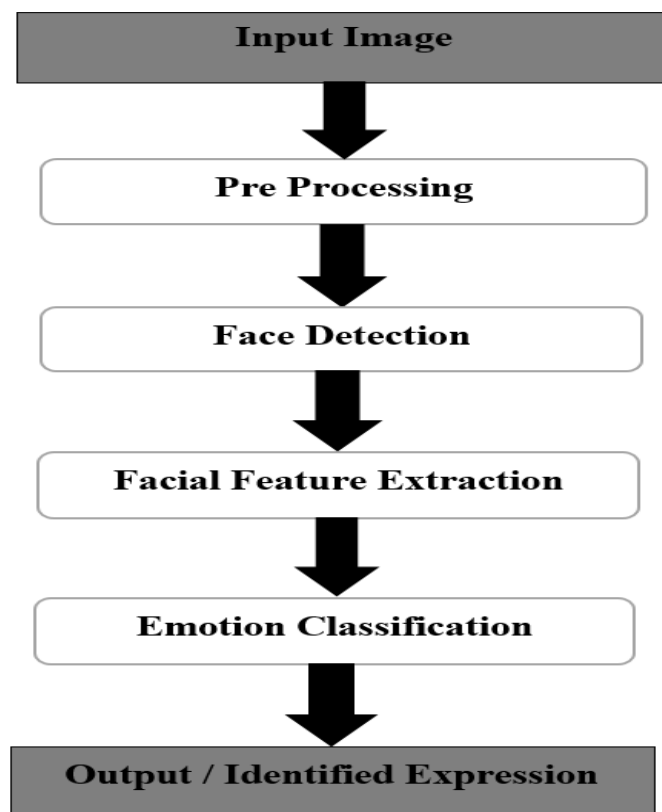 Input Image
Pre Processing
Face Detection
Facial Feature Extraction
Emotion Classification
Output / Identified Expression